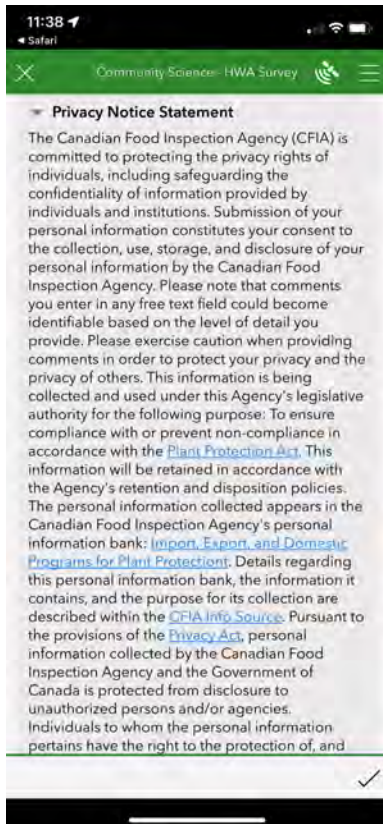 11:38
◀ Safari
Community Science - HWA Survey
Privacy Notice Statement
The Canadian Food Inspection Agency (CFIA) is
committed to protecting the privacy rights of
individuals, including safeguarding the
confidentiality of information provided by
individuals and institutions. Submission of your
personal information constitutes your consent to
the collection, use, storage, and disclosure of your
personal information by the Canadian Food
Inspection Agency. Please note that comments
you enter in any free text field could become
identifiable based on the level of detail you
provide. Please exercise caution when providing
comments in order to protect your privacy and the
privacy of others. This information is being
collected and used under this Agency's legislative
authority for the following purpose: To ensure
compliance with or prevent non-compliance in
accordance with the Plant Protection Act. This
information will be retained in accordance with
the Agency's retention and disposition policies.
The personal information collected appears in the
Canadian Food Inspection Agency's personal
information bank: Import, Export, and Domestic
Programs for Plant Protectiont. Details regarding
this personal information bank, the information it
contains, and the purpose for its collection are
described within the CFIA Info Source. Pursuant to
the provisions of the Privacy Act, personal
information collected by the Canadian Food
Inspection Agency and the Government of
Canada is protected from disclosure to
unauthorized persons and/or agencies.
Individuals to whom the personal information
pertains have the right to the protection of, and